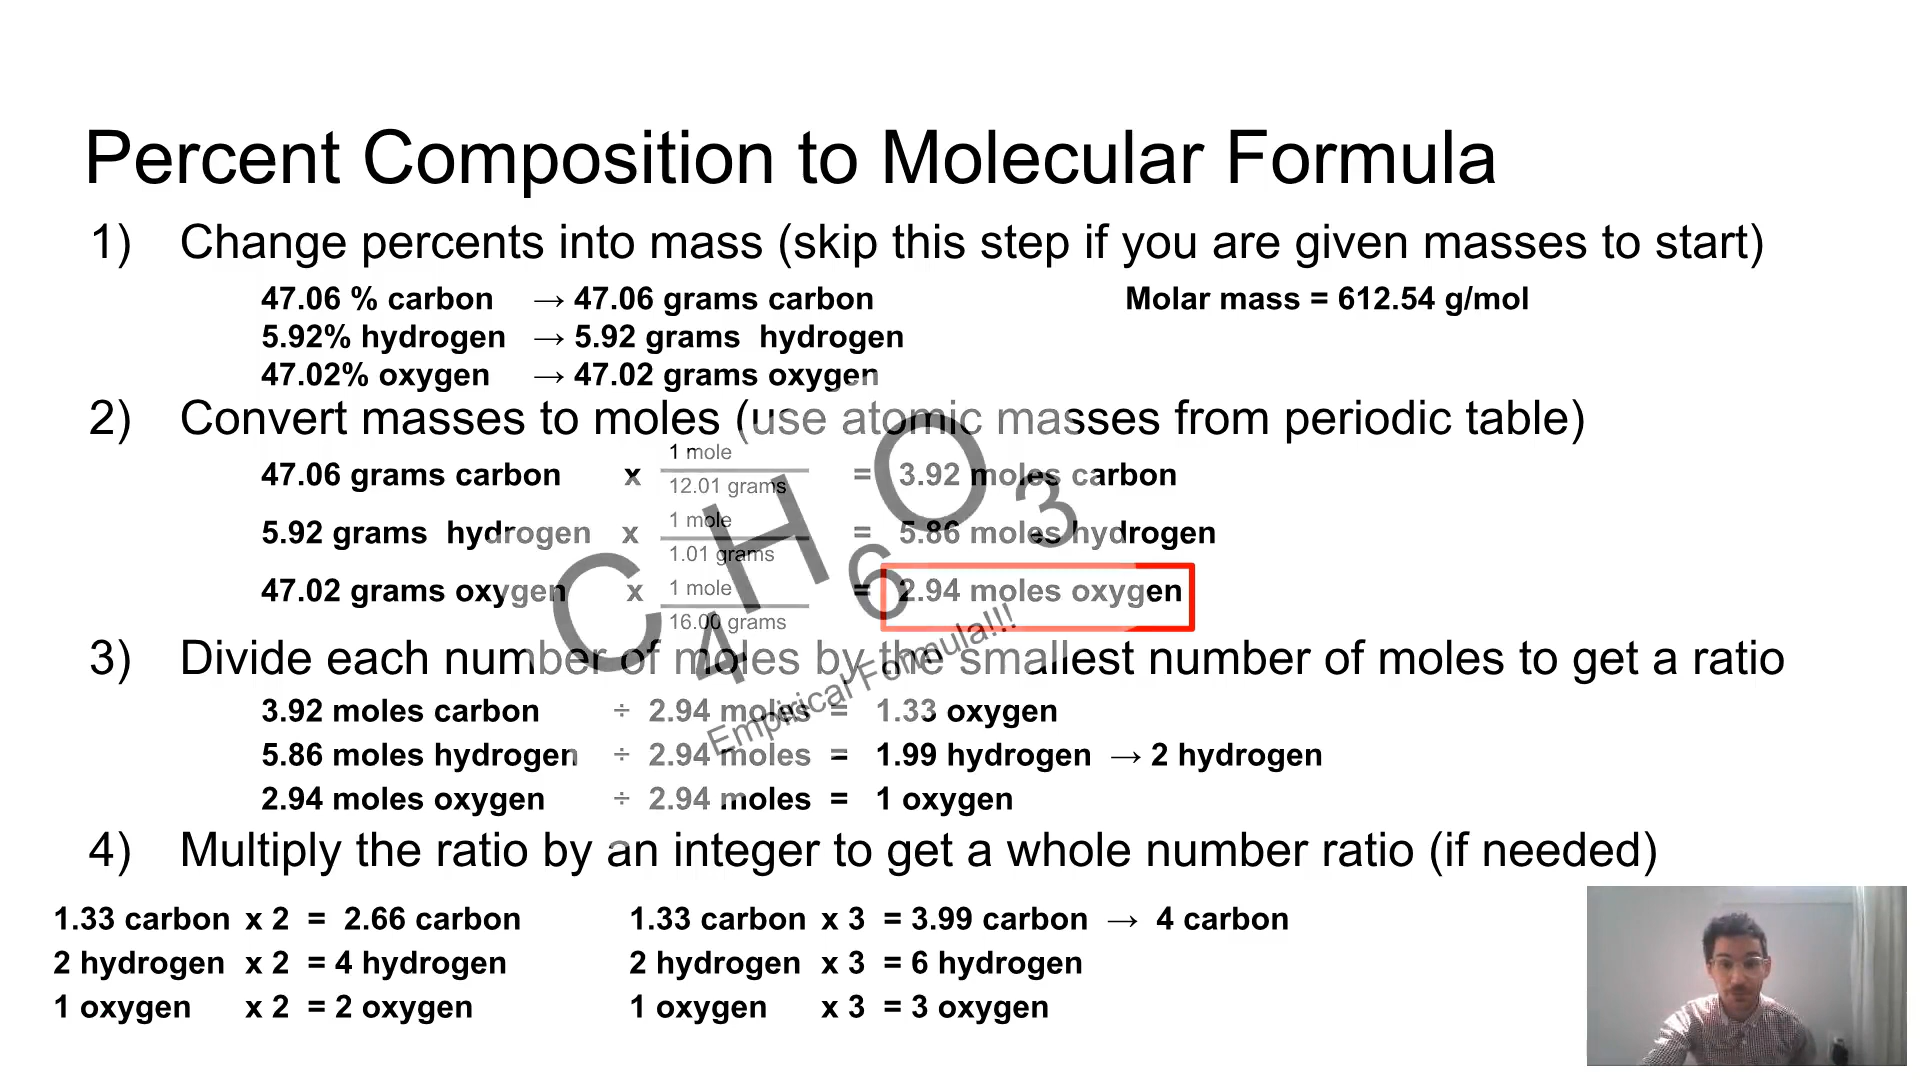 Percent Composition to Molecular Formula
1) Change percents into mass (skip this step if you are given masses to start)
47.06 % carbon → 47.06 grams carbon
Molar mass = 612.54 g/mol
5.92% hydrogen → 5.92 grams hydrogen
47.02% oxygen → 47.02 grams oxygen
2) Convert masses to moles (use atomic masses from periodic table)
47.06 grams carbon x 1 mole / 12.01 grams = 3.92 moles carbon
5.92 grams hydrogen x 1 mole / 1.01 grams = 5.86 moles hydrogen
47.02 grams oxygen x 1 mole / 16.00 grams = 2.94 moles oxygen
C4H6O3
Empirical Formula!!!
3) Divide each number of moles by the smallest number of moles to get a ratio
3.92 moles carbon ÷ 2.94 moles = 1.33 oxygen
5.86 moles hydrogen ÷ 2.94 moles = 1.99 hydrogen → 2 hydrogen
2.94 moles oxygen ÷ 2.94 moles = 1 oxygen
4) Multiply the ratio by an integer to get a whole number ratio (if needed)
1.33 carbon x 2 = 2.66 carbon
2 hydrogen x 2 = 4 hydrogen
1 oxygen x 2 = 2 oxygen
1.33 carbon x 3 = 3.99 carbon → 4 carbon
2 hydrogen x 3 = 6 hydrogen
1 oxygen x 3 = 3 oxygen